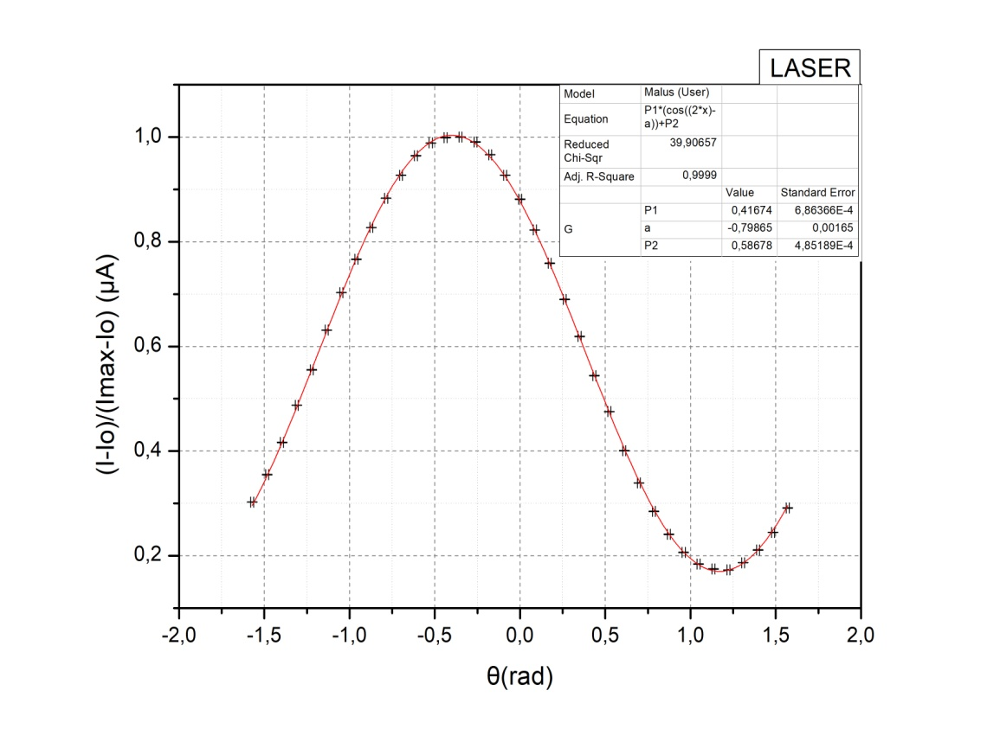 LASER
Model Malus (User)
Equation P1*(cos((2*x)-
a))+P2
Reduced 39,90657
Chi-Sqr
Adj. R-Square 0,9999
Value Standard Error
P1 0,41674 6,86366E-4
G a -0,79865 0,00165
P2 0,58678 4,85189E-4
1,0
0,8
0,6
0,4
0,2
(I-Io)/(Imax-Io) (µA)
-2,0 -1,5 -1,0 -0,5 0,0 0,5 1,0 1,5 2,0
θ(rad)